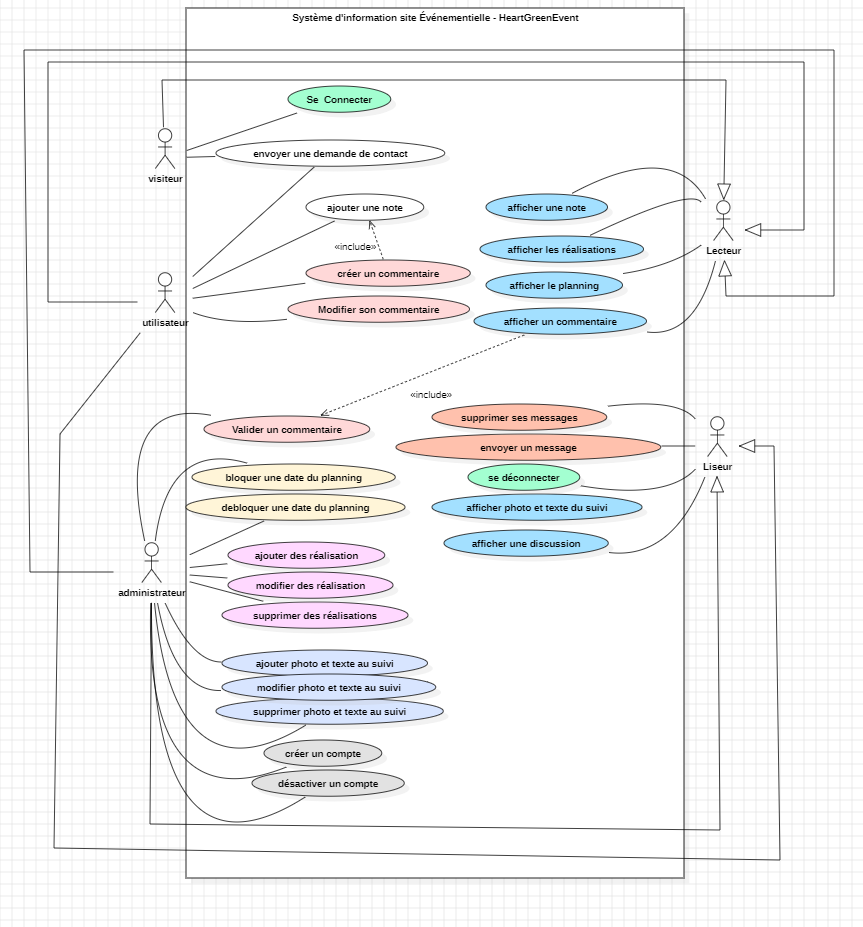 Système d'information site Événementielle - HeartGreenEvent
Se  Connecter
visiteur
envoyer une demande de contact
ajouter une note
afficher une note
«include»
afficher les réalisations
Lecteur
créer un commentaire
afficher le planning
Modifier son commentaire
afficher un commentaire
utilisateur
«include»
supprimer ses messages
Valider un commentaire
envoyer un message
Liseur
bloquer une date du planning
se déconnecter
debloquer une date du planning
afficher photo et texte du suivi
afficher une discussion
ajouter des réalisation
modifier des réalisation
administrateur
supprimer des réalisations
ajouter photo et texte au suivi
modifier photo et texte au suivi
supprimer photo et texte au suivi
créer un compte
désactiver un compte